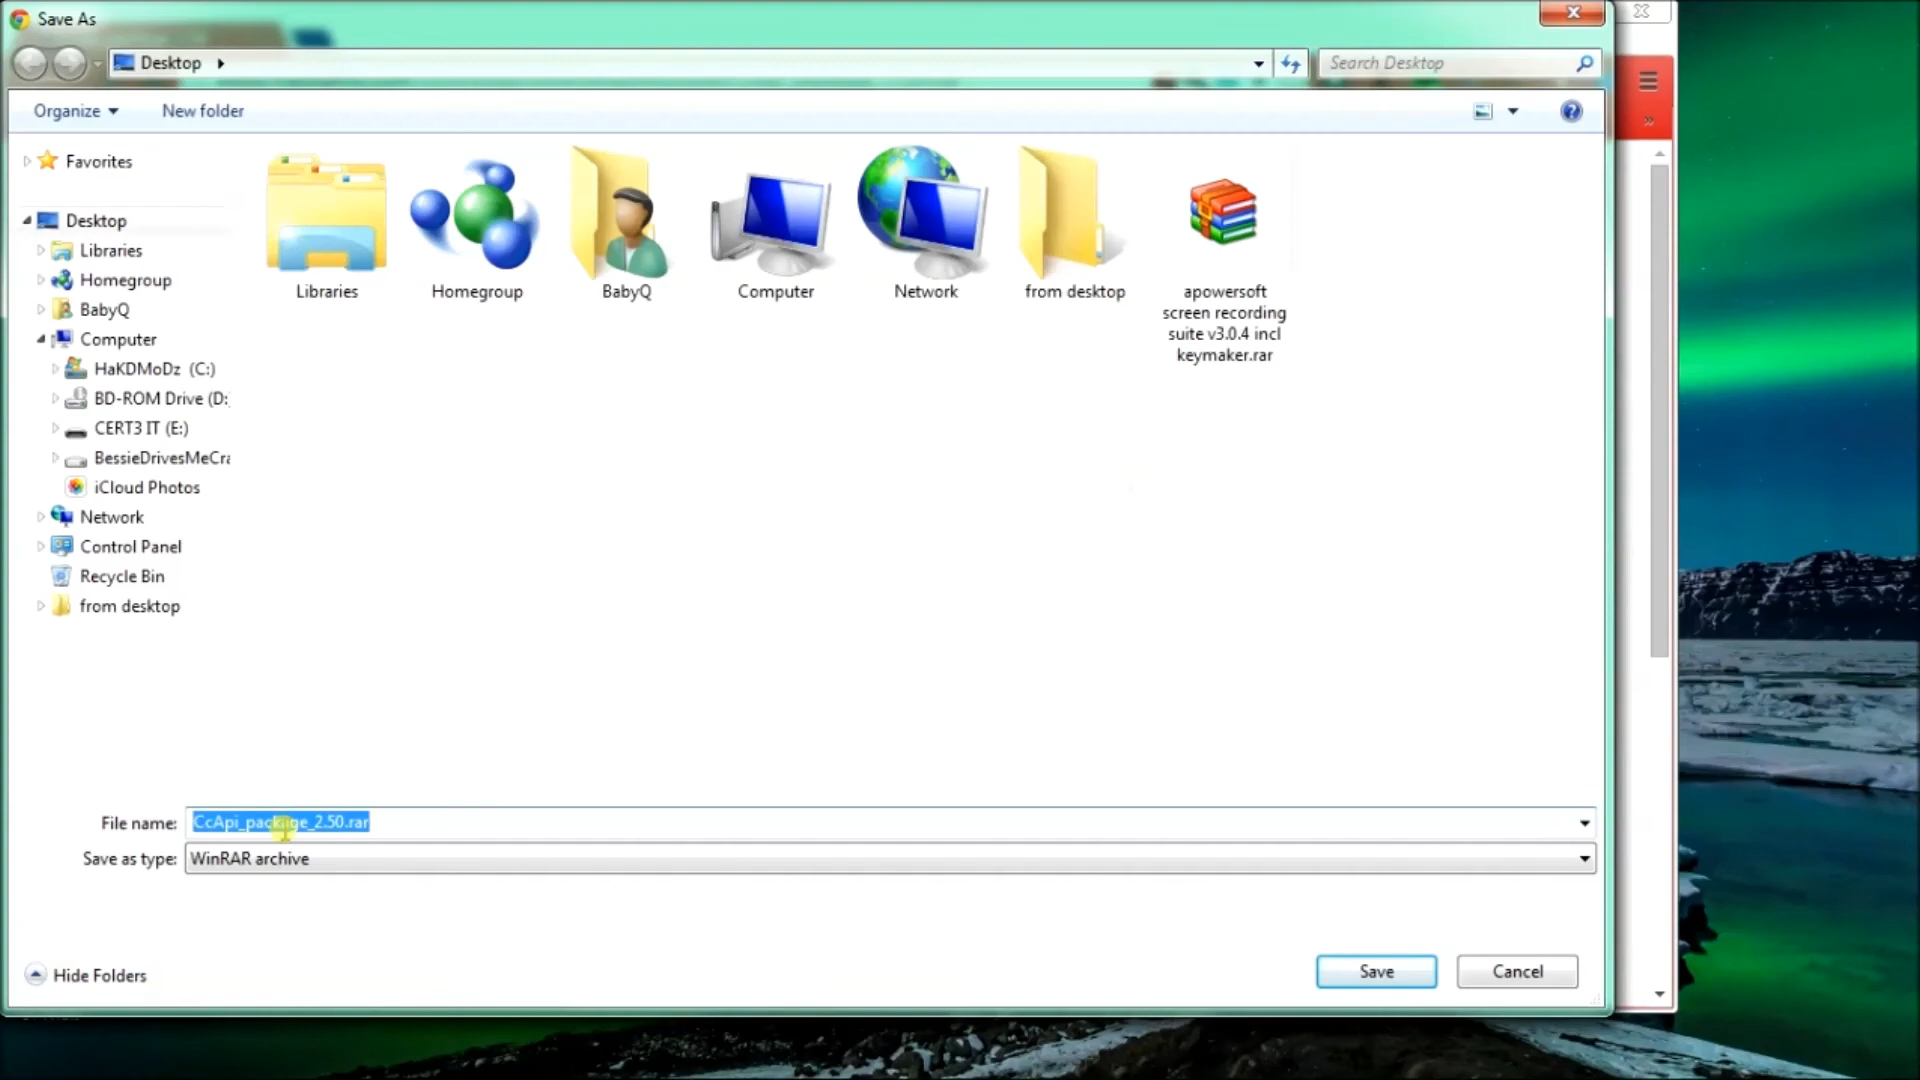 Save As
Desktop
Search Desktop
Organize
New folder
Favorites
Desktop
Libraries
Homegroup
BabyQ
Computer
HaKDMoDz (C:)
BD-ROM Drive (D:
CERT3 IT (E:)
BessieDrivesMeCra
iCloud Photos
Network
Control Panel
Recycle Bin
from desktop
Libraries
Homegroup
BabyQ
Computer
Network
from desktop
apowersoft
screen recording
suite v3.0.4 incl
keymaker.rar
File name: CcApi_package_2.50.rar
Save as type: WinRAR archive
Hide Folders
Save
Cancel